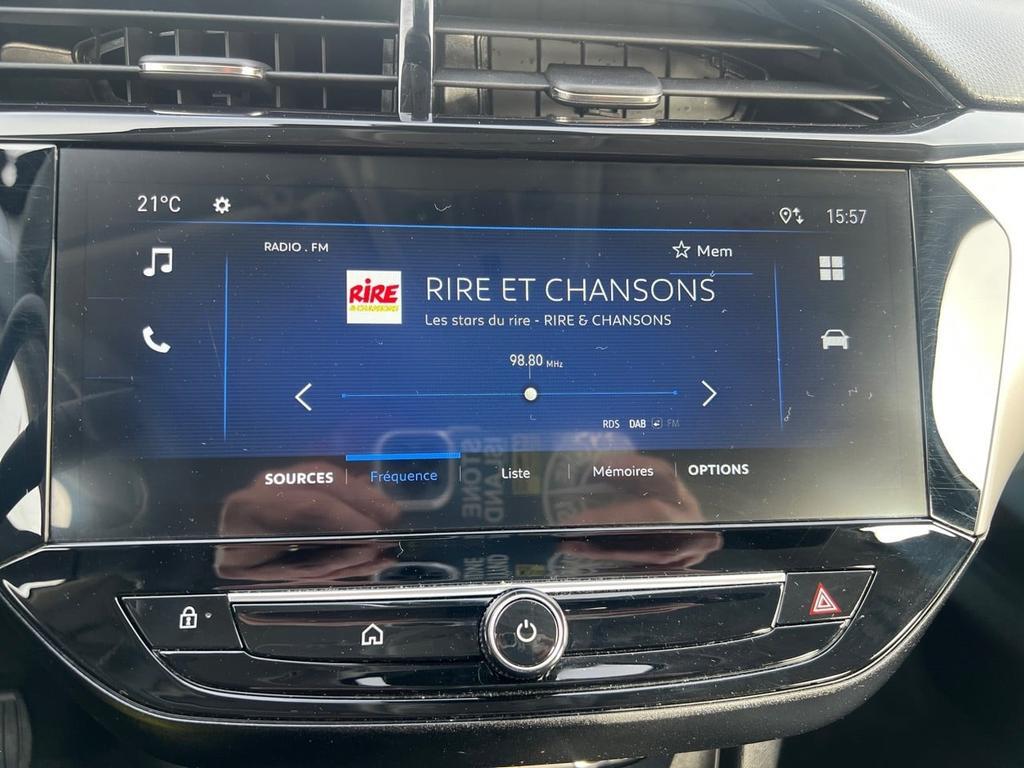 21°C
15:57
RADIO . FM
Mem
RIRE
& CHANSONS
RIRE ET CHANSONS
Les stars du rire - RIRE & CHANSONS
98.80 MHz
RDS DAB FM
SOURCES Fréquence Liste Mémoires OPTIONS